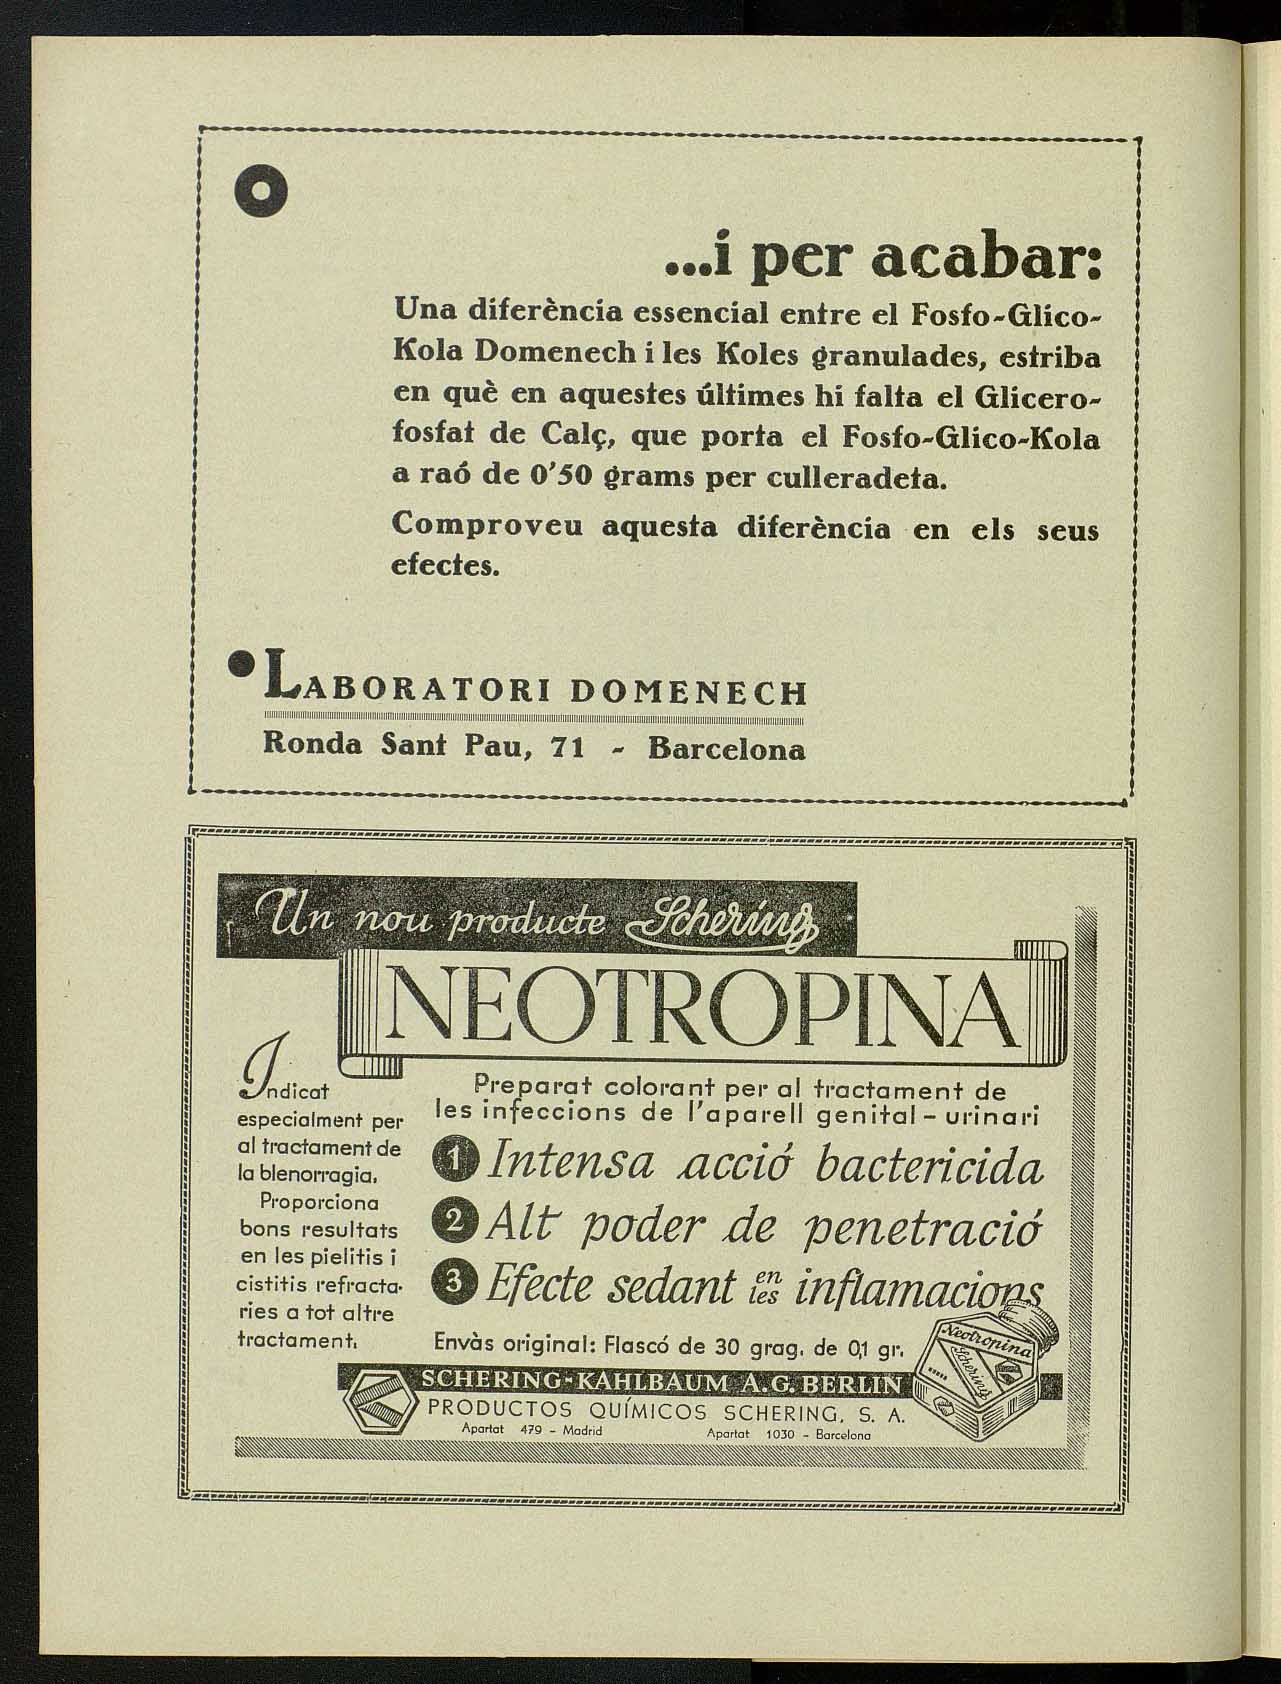 ...i per acabar:
Una diferència essencial entre el Fosfo-Glico-
Kola Domenech i les Koles granulades, estriba
en què en aquestes últimes hi falta el Glicero-
fosfat de Calç, que porta el Fosfo-Glico-Kola
a raó de 0'50 grams per culleradeta.
Comproveu aquesta diferència en els seus
efectes.
LABORATORI DOMENECH
Ronda Sant Pau, 71 - Barcelona
Un nou producte Schering
NEOTROPINA
Indicat
especialment per
al tractament de
la blenorragia.
Proporciona
bons resultats
en les pielitis i
cistitis refracta-
ries a tot altre
tractament.
Preparat colorant per al tractament de
les infeccions de l'aparell genital-urinari
1 Intensa acció bactericida
2 Alt poder de penetració
3 Efecte sedant en les inflamacions
Envàs original: Flascó de 30 grag. de 0,1 gr.
Neotropina
Schering
SCHERING-KAHLBAUM A.G. BERLIN
PRODUCTOS QUÍMICOS SCHERING, S. A.
Apartat 479 - Madrid Apartat 1030 - Barcelona